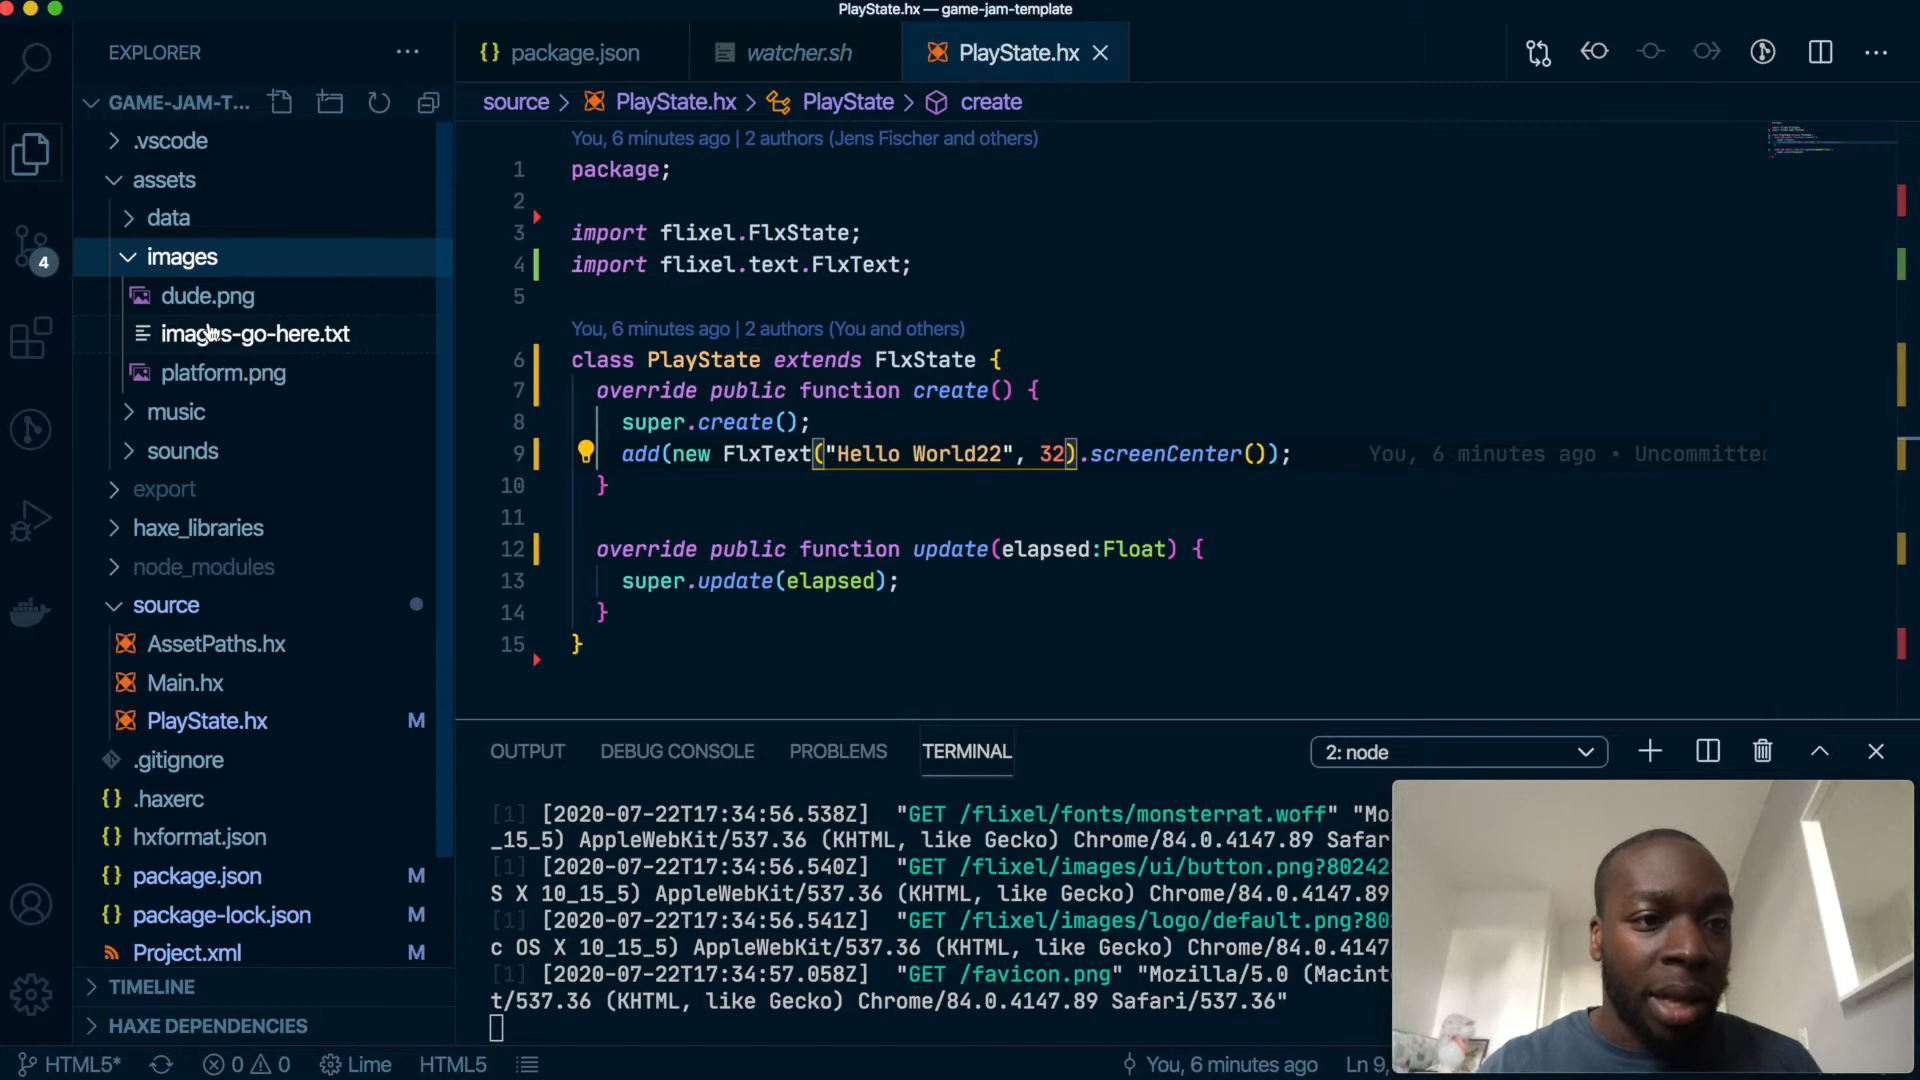 PlayState.hx — game-jam-template
EXPLORER
GAME-JAM-T...
.vscode
assets
data
images
dude.png
images-go-here.txt
platform.png
music
sounds
export
haxe_libraries
node_modules
source
AssetPaths.hx
Main.hx
PlayState.hx M
.gitignore
.haxerc
hxformat.json
package.json M
package-lock.json M
Project.xml M
TIMELINE
HAXE DEPENDENCIES
4
package.json
watcher.sh
PlayState.hx
source > PlayState.hx > PlayState > create
You, 6 minutes ago | 2 authors (Jens Fischer and others)
1 package;
2
3 import flixel.FlxState;
4 import flixel.text.FlxText;
5
You, 6 minutes ago | 2 authors (You and others)
6 class PlayState extends FlxState {
7 override public function create() {
8 super.create();
9 add(new FlxText("Hello World22", 32).screenCenter()); You, 6 minutes ago • Uncommitted
10 }
11
12 override public function update(elapsed:Float) {
13 super.update(elapsed);
14 }
15 }
OUTPUT DEBUG CONSOLE PROBLEMS TERMINAL 2: node
[1] [2020-07-22T17:34:56.538Z] "GET /flixel/fonts/monsterrat.woff" "Mo
_15_5) AppleWebKit/537.36 (KHTML, like Gecko) Chrome/84.0.4147.89 Safar
[1] [2020-07-22T17:34:56.540Z] "GET /flixel/images/ui/button.png?80242
S X 10_15_5) AppleWebKit/537.36 (KHTML, like Gecko) Chrome/84.0.4147.89
[1] [2020-07-22T17:34:56.541Z] "GET /flixel/images/logo/default.png?80
c OS X 10_15_5) AppleWebKit/537.36 (KHTML, like Gecko) Chrome/84.0.4147
[1] [2020-07-22T17:34:57.058Z] "GET /favicon.png" "Mozilla/5.0 (Macint
t/537.36 (KHTML, like Gecko) Chrome/84.0.4147.89 Safari/537.36"
HTML5* 0 0 Lime HTML5 You, 6 minutes ago Ln 9,